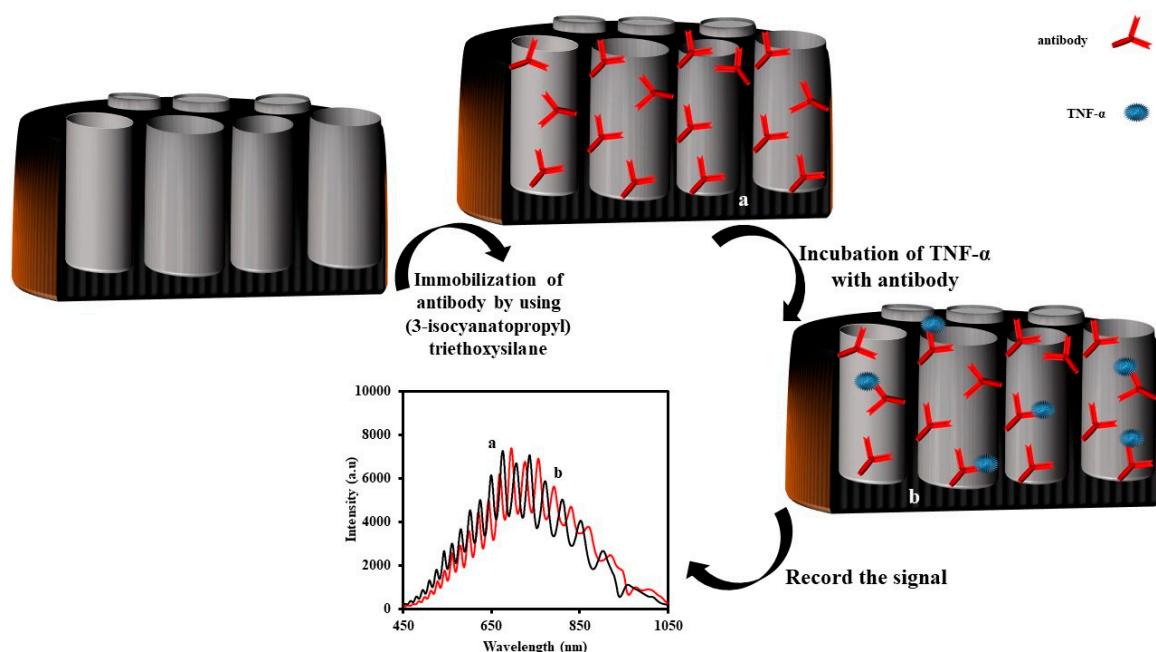 antibody
TNF-α
a
Immobilization of
antibody by using
(3-isocyanatopropyl)
triethoxysilane
Incubation of TNF-α
with antibody
b
Record the signal
10000
8000
6000
4000
2000
0
Intensity (a.u)
a
b
450
650
850
1050
Wavelength (nm)